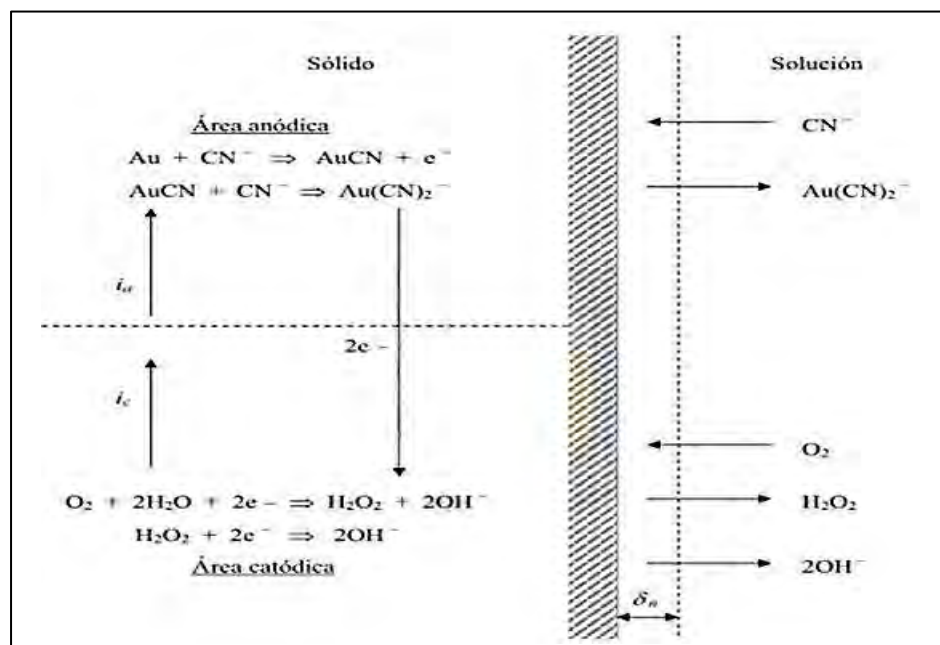 Sólido
Solución
Área anódica
Au + CN⁻ ⇒ AuCN + e⁻
AuCN + CN⁻ ⇒ Au(CN)₂⁻
CN⁻
Au(CN)₂⁻
iₐ
2e -
i꜀
O₂ + 2H₂O + 2e - ⇒ H₂O₂ + 2OH⁻
H₂O₂ + 2e⁻ ⇒ 2OH⁻
Área catódica
O₂
H₂O₂
2OH⁻
δₙ